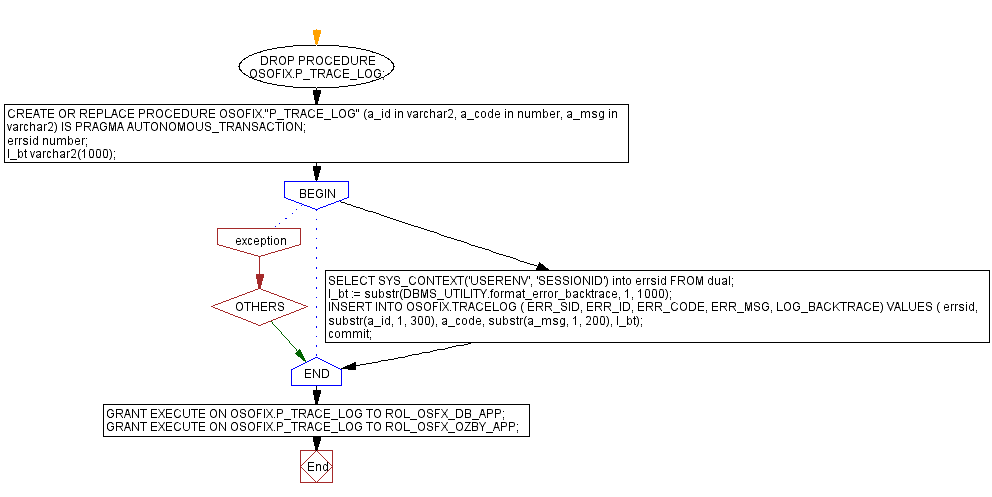 DROP PROCEDURE
OSOFIX.P_TRACE_LOG;
CREATE OR REPLACE PROCEDURE OSOFIX."P_TRACE_LOG" (a_id in varchar2, a_code in number, a_msg in
varchar2) IS PRAGMA AUTONOMOUS_TRANSACTION;
errsid number;
l_bt varchar2(1000);
BEGIN
exception
OTHERS
SELECT SYS_CONTEXT('USERENV', 'SESSIONID') into errsid FROM dual;
l_bt := substr(DBMS_UTILITY.format_error_backtrace, 1, 1000);
INSERT INTO OSOFIX.TRACELOG ( ERR_SID, ERR_ID, ERR_CODE, ERR_MSG, LOG_BACKTRACE) VALUES ( errsid,
substr(a_id, 1, 300), a_code, substr(a_msg, 1, 200), l_bt);
commit;
END
GRANT EXECUTE ON OSOFIX.P_TRACE_LOG TO ROL_OSFX_DB_APP;
GRANT EXECUTE ON OSOFIX.P_TRACE_LOG TO ROL_OSFX_OZBY_APP;
End